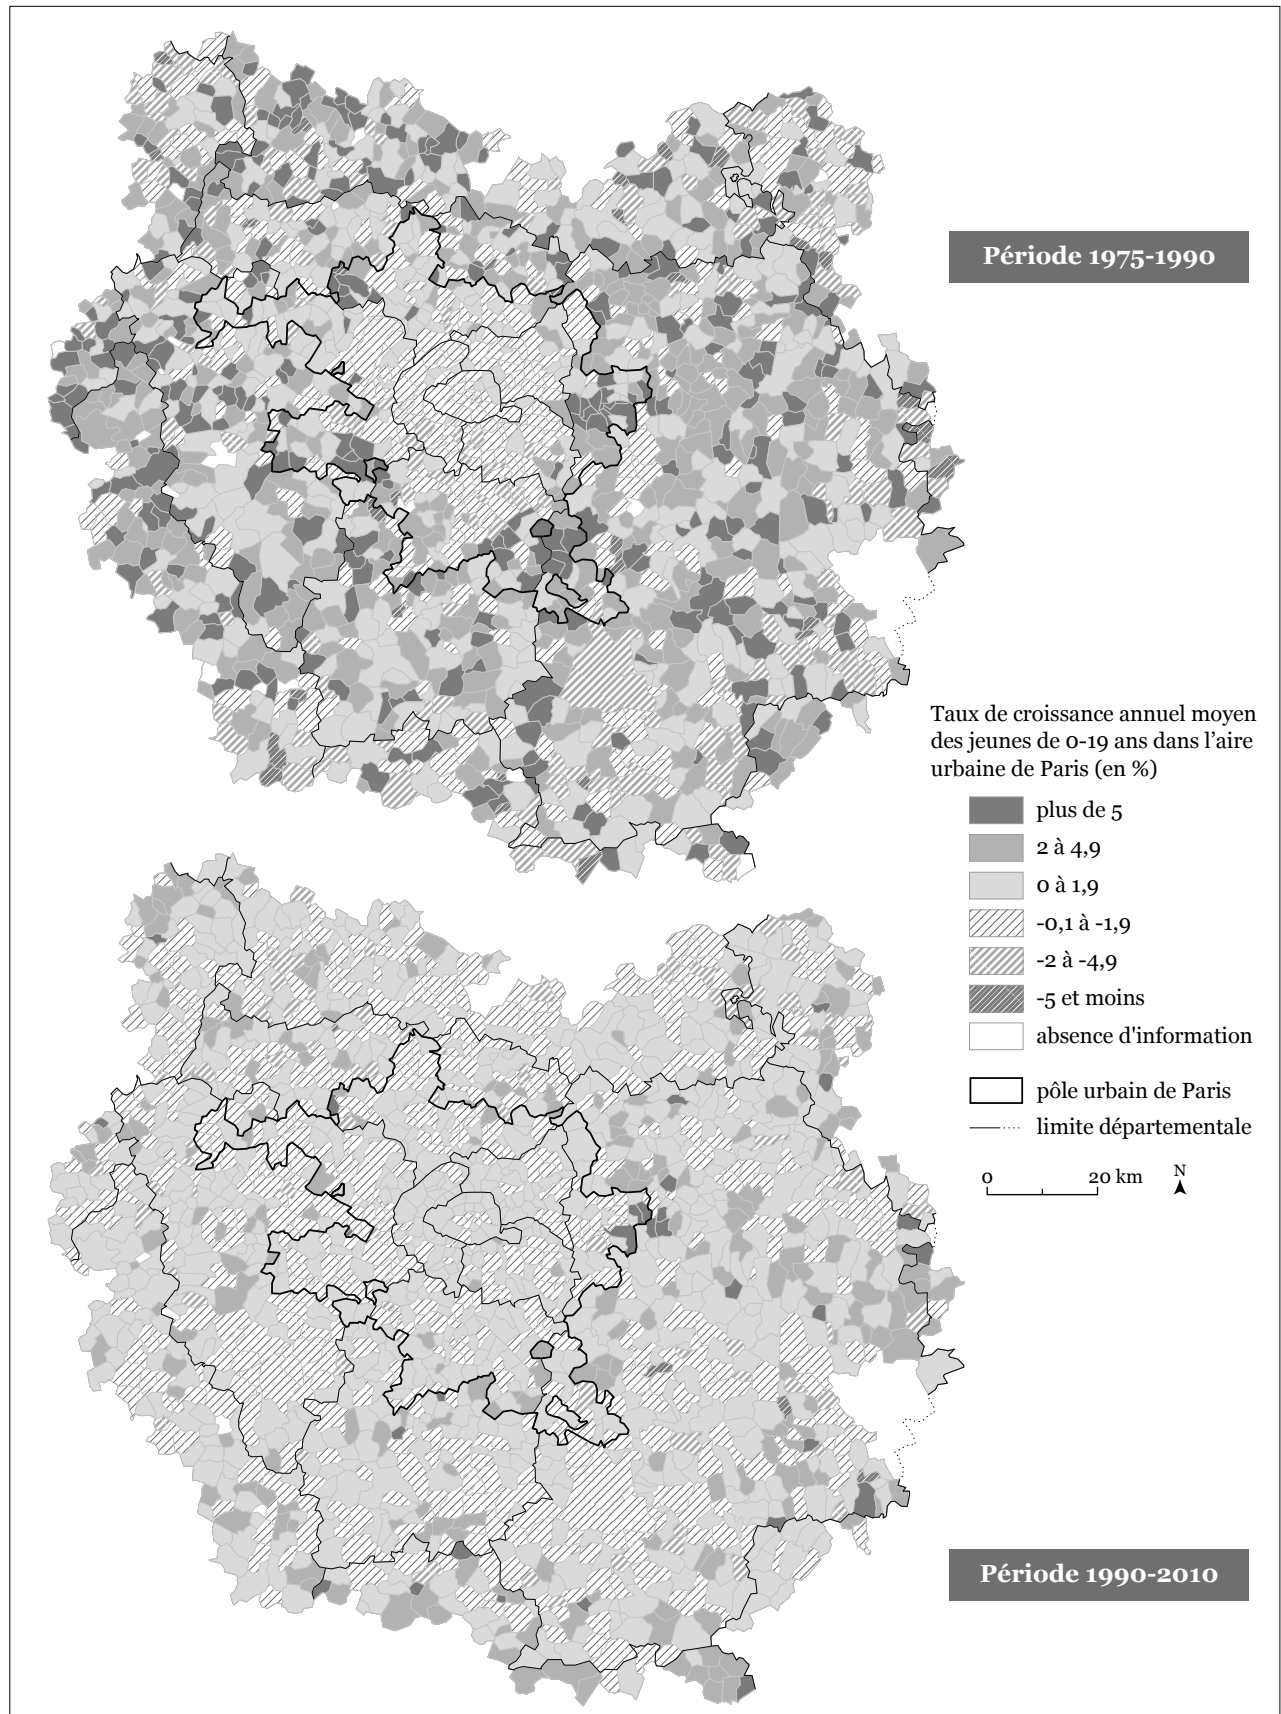 Période 1975-1990
Taux de croissance annuel moyen
des jeunes de 0-19 ans dans l'aire
urbaine de Paris (en %)
plus de 5
2 à 4,9
0 à 1,9
-0,1 à -1,9
-2 à -4,9
-5 et moins
absence d'information
pôle urbain de Paris
limite départementale
0 20 km N
Période 1990-2010